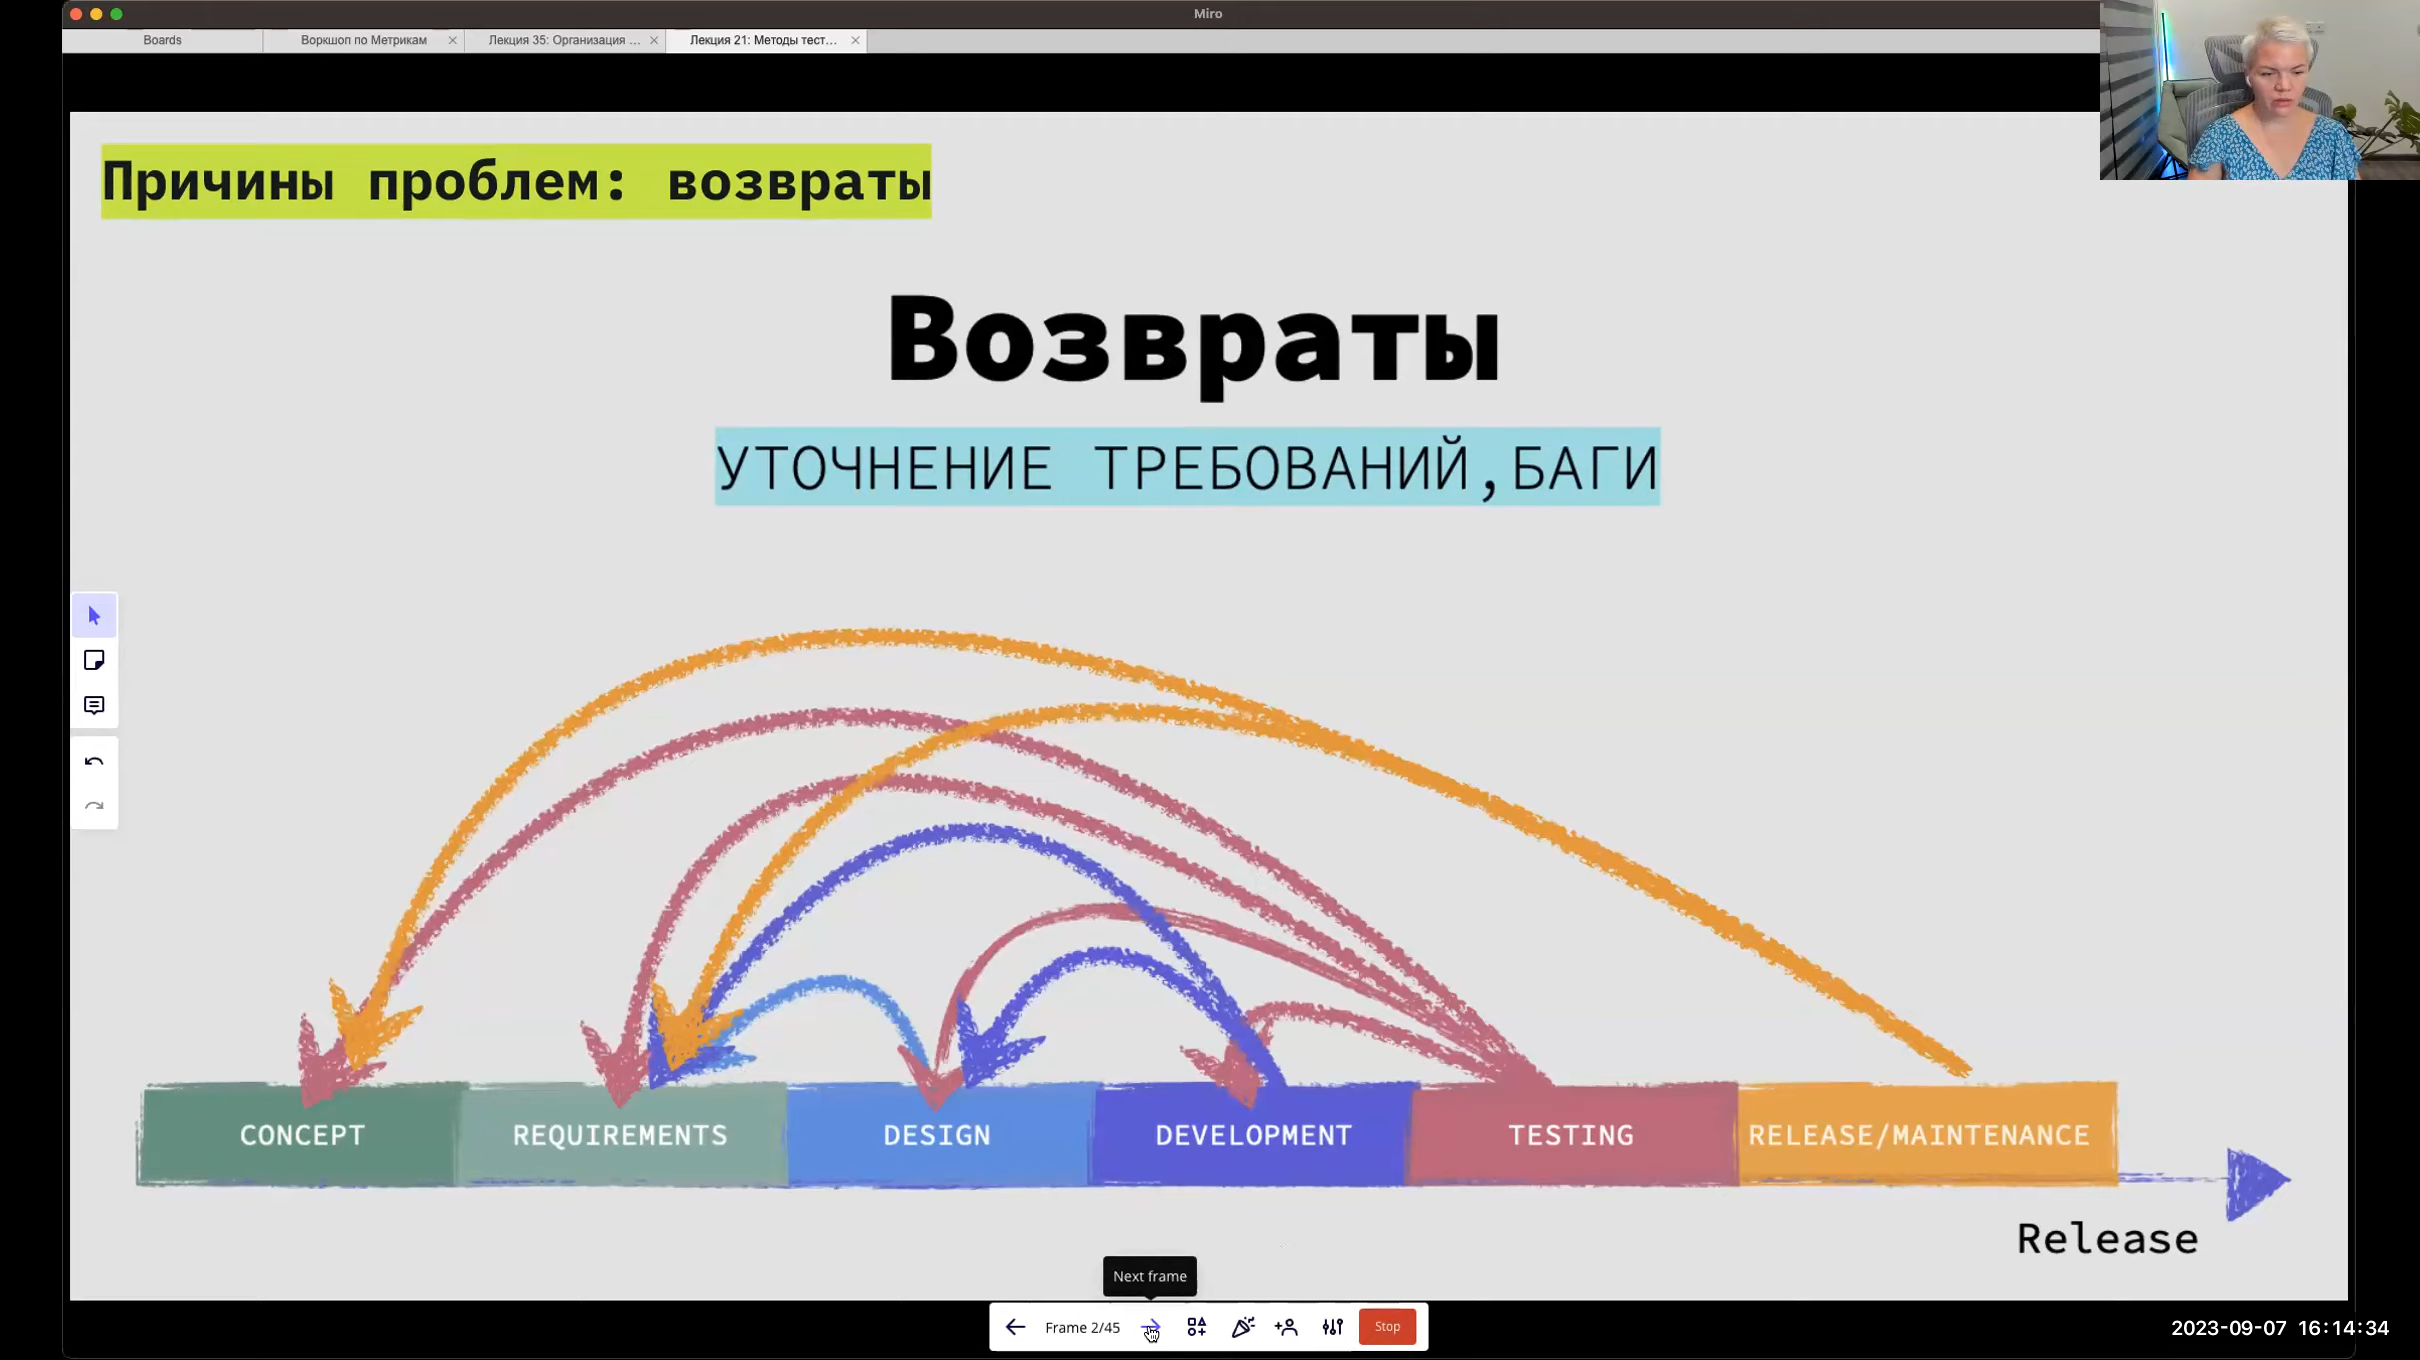 Miro
Boards
Воркшоп по Метрикам
Лекция 35: Организация ...
Лекция 21: Методы тест...
Причины проблем: возвраты
Возвраты
УТОЧНЕНИЕ ТРЕБОВАНИЙ,БАГИ
CONCEPT
REQUIREMENTS
DESIGN
DEVELOPMENT
TESTING
RELEASE/MAINTENANCE
Release
Next frame
Frame 2/45
Stop
2023-09-07 16:14:34